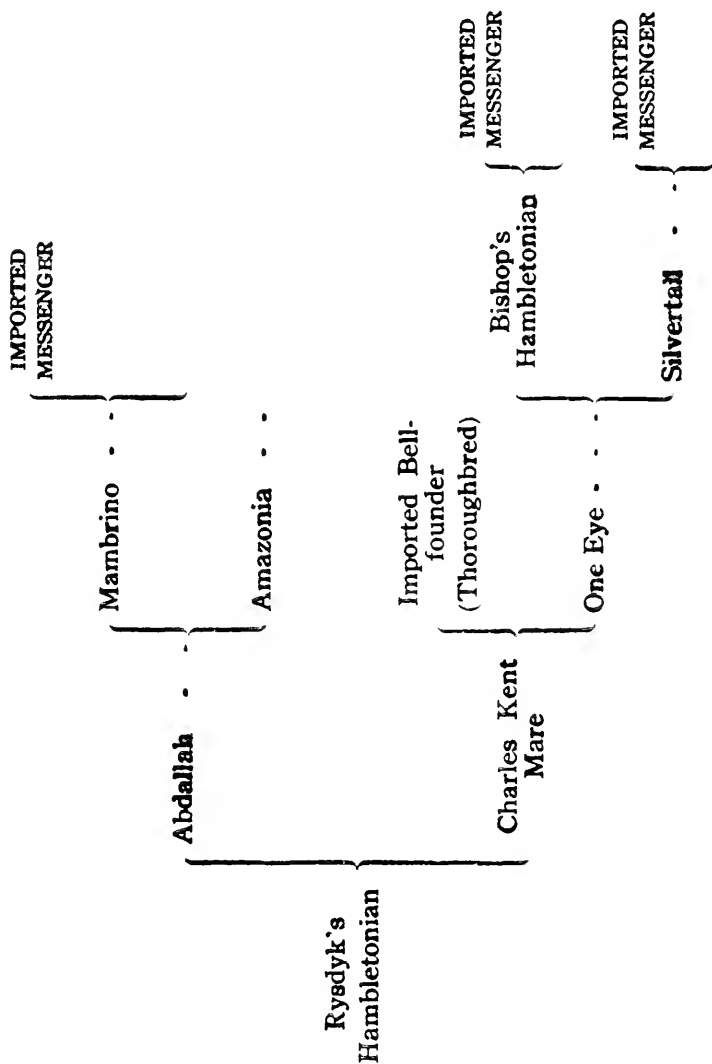 IMPORTED
MESSENGER
Mambrino - -
Abdallah - -
Amazonia - -
Rysdyk's
Hambletonian
Imported Bell-
founder
(Thoroughbred)
Charles Kent
Mare
IMPORTED
MESSENGER
Bishop's
Hambletonian
One Eye - - -
IMPORTED
MESSENGER
Silvertail - -